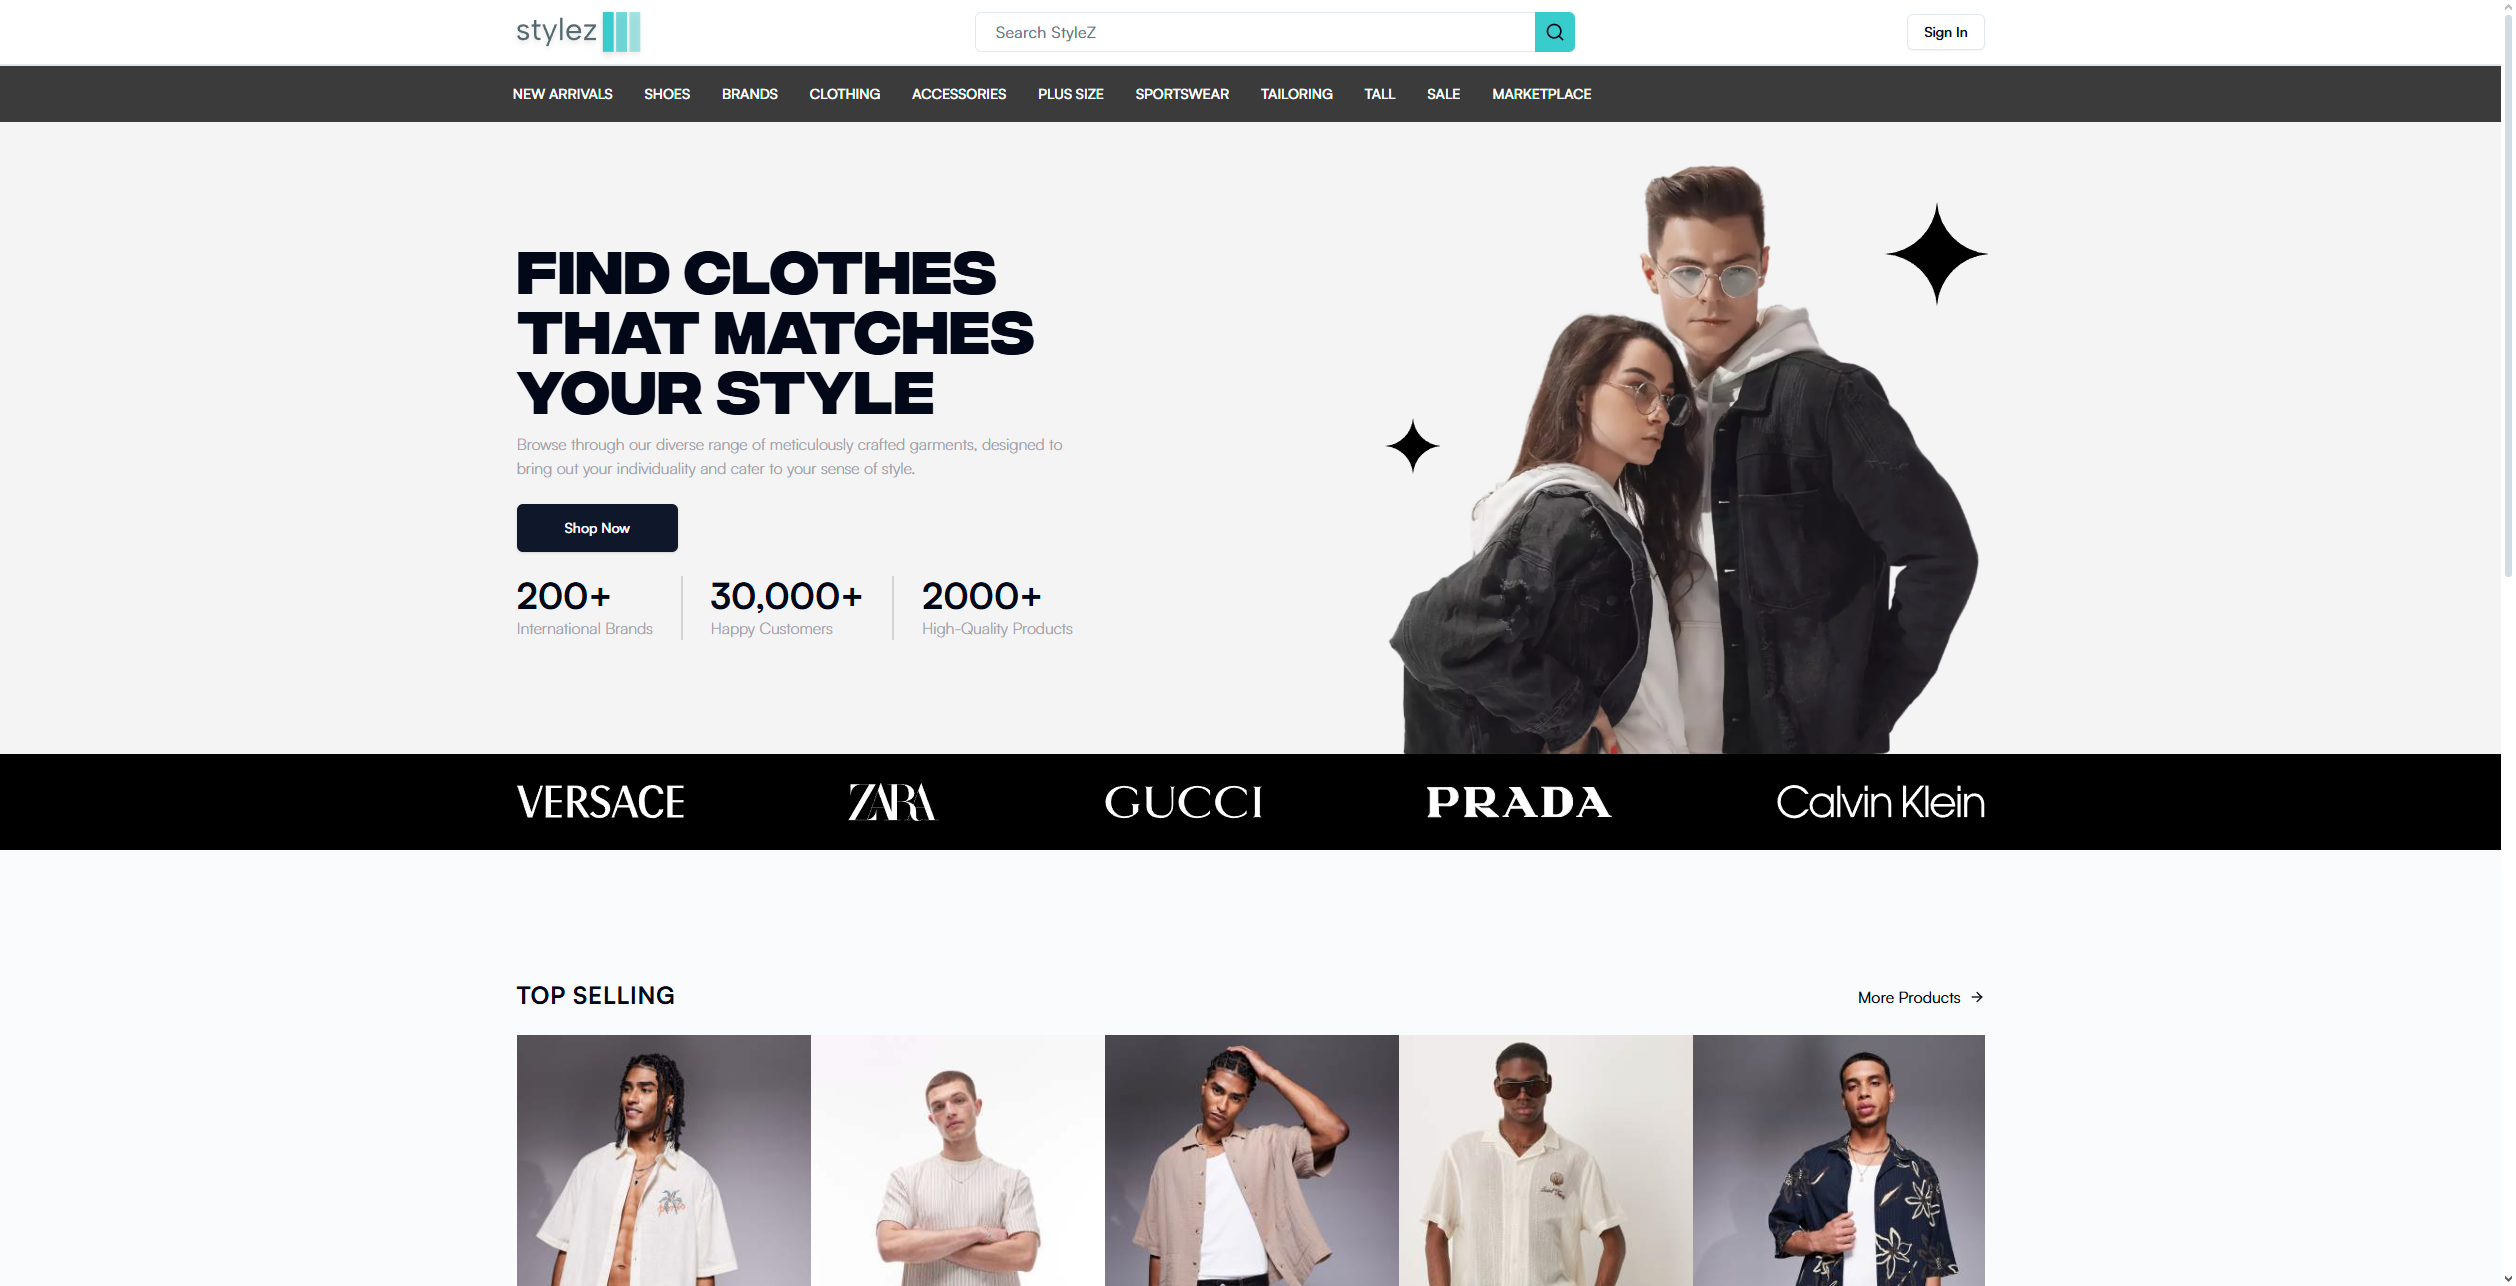 stylez
Search StyleZ
Sign In
NEW ARRIVALS SHOES BRANDS CLOTHING ACCESSORIES PLUS SIZE SPORTSWEAR TAILORING TALL SALE MARKETPLACE
FIND CLOTHES
THAT MATCHES
YOUR STYLE
Browse through our diverse range of meticulously crafted garments, designed to
bring out your individuality and cater to your sense of style.
Shop Now
200+ 30,000+ 2000+
International Brands Happy Customers High-Quality Products
VERSACE ZARA GUCCI PRADA Calvin Klein
TOP SELLING
More Products